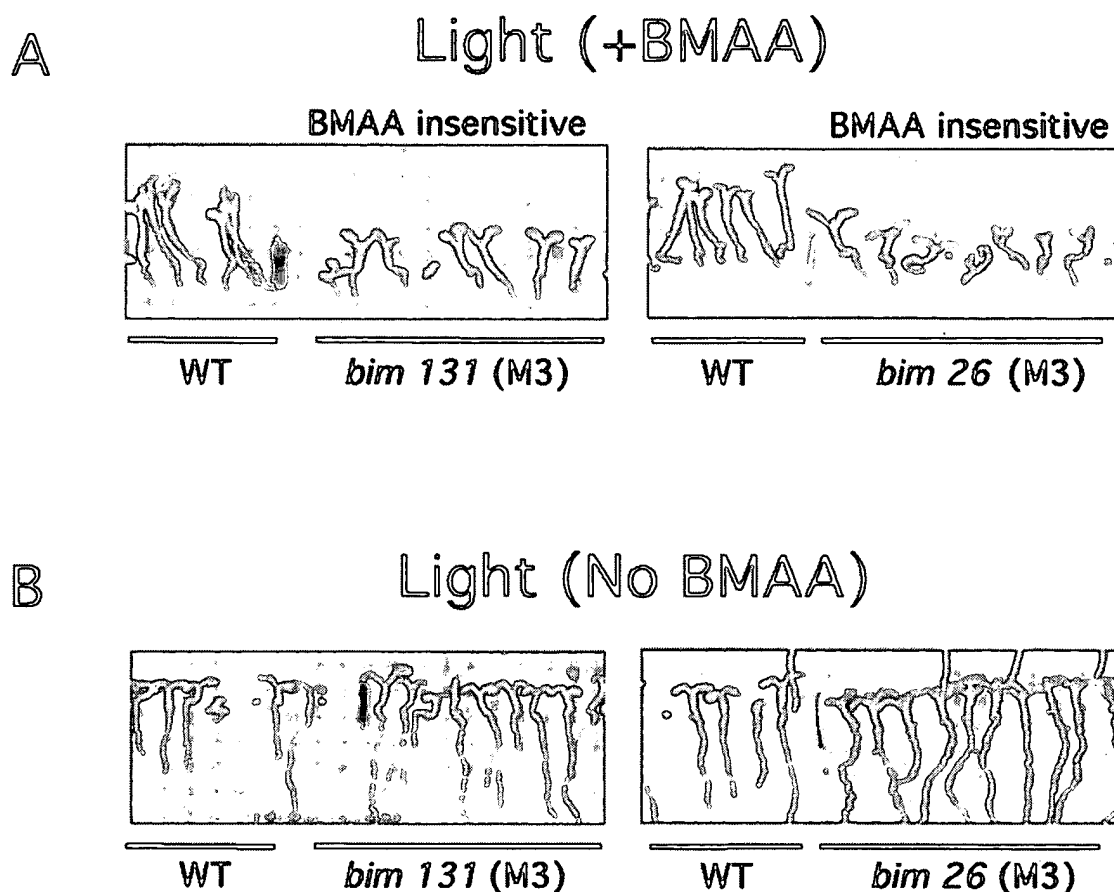 A
Light (+BMAA)
BMAA insensitive
BMAA insensitive
WT
bim 131 (M3)
WT
bim 26 (M3)
B
Light (No BMAA)
WT
bim 131 (M3)
WT
bim 26 (M3)